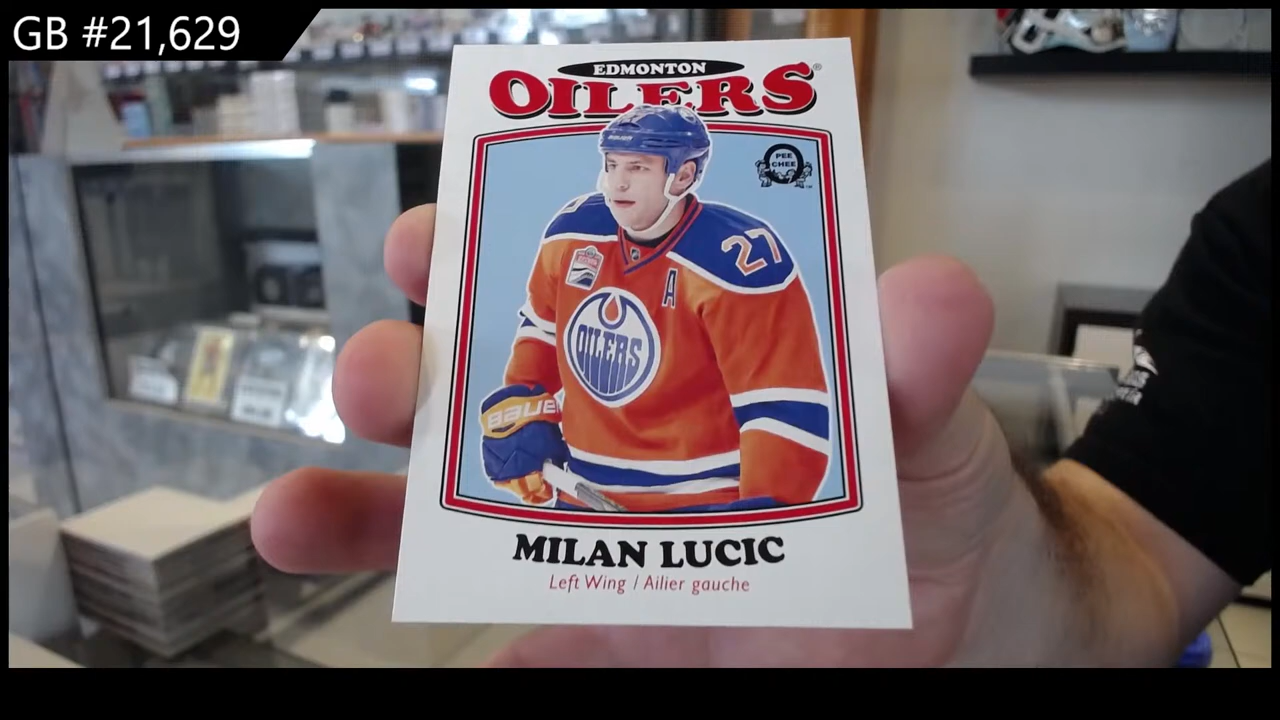 GB #21,629
EDMONTON
OILERS®
PEE
CHEE
27
A
OILERS
BAUER
MILAN LUCIC
Left Wing / Ailier gauche